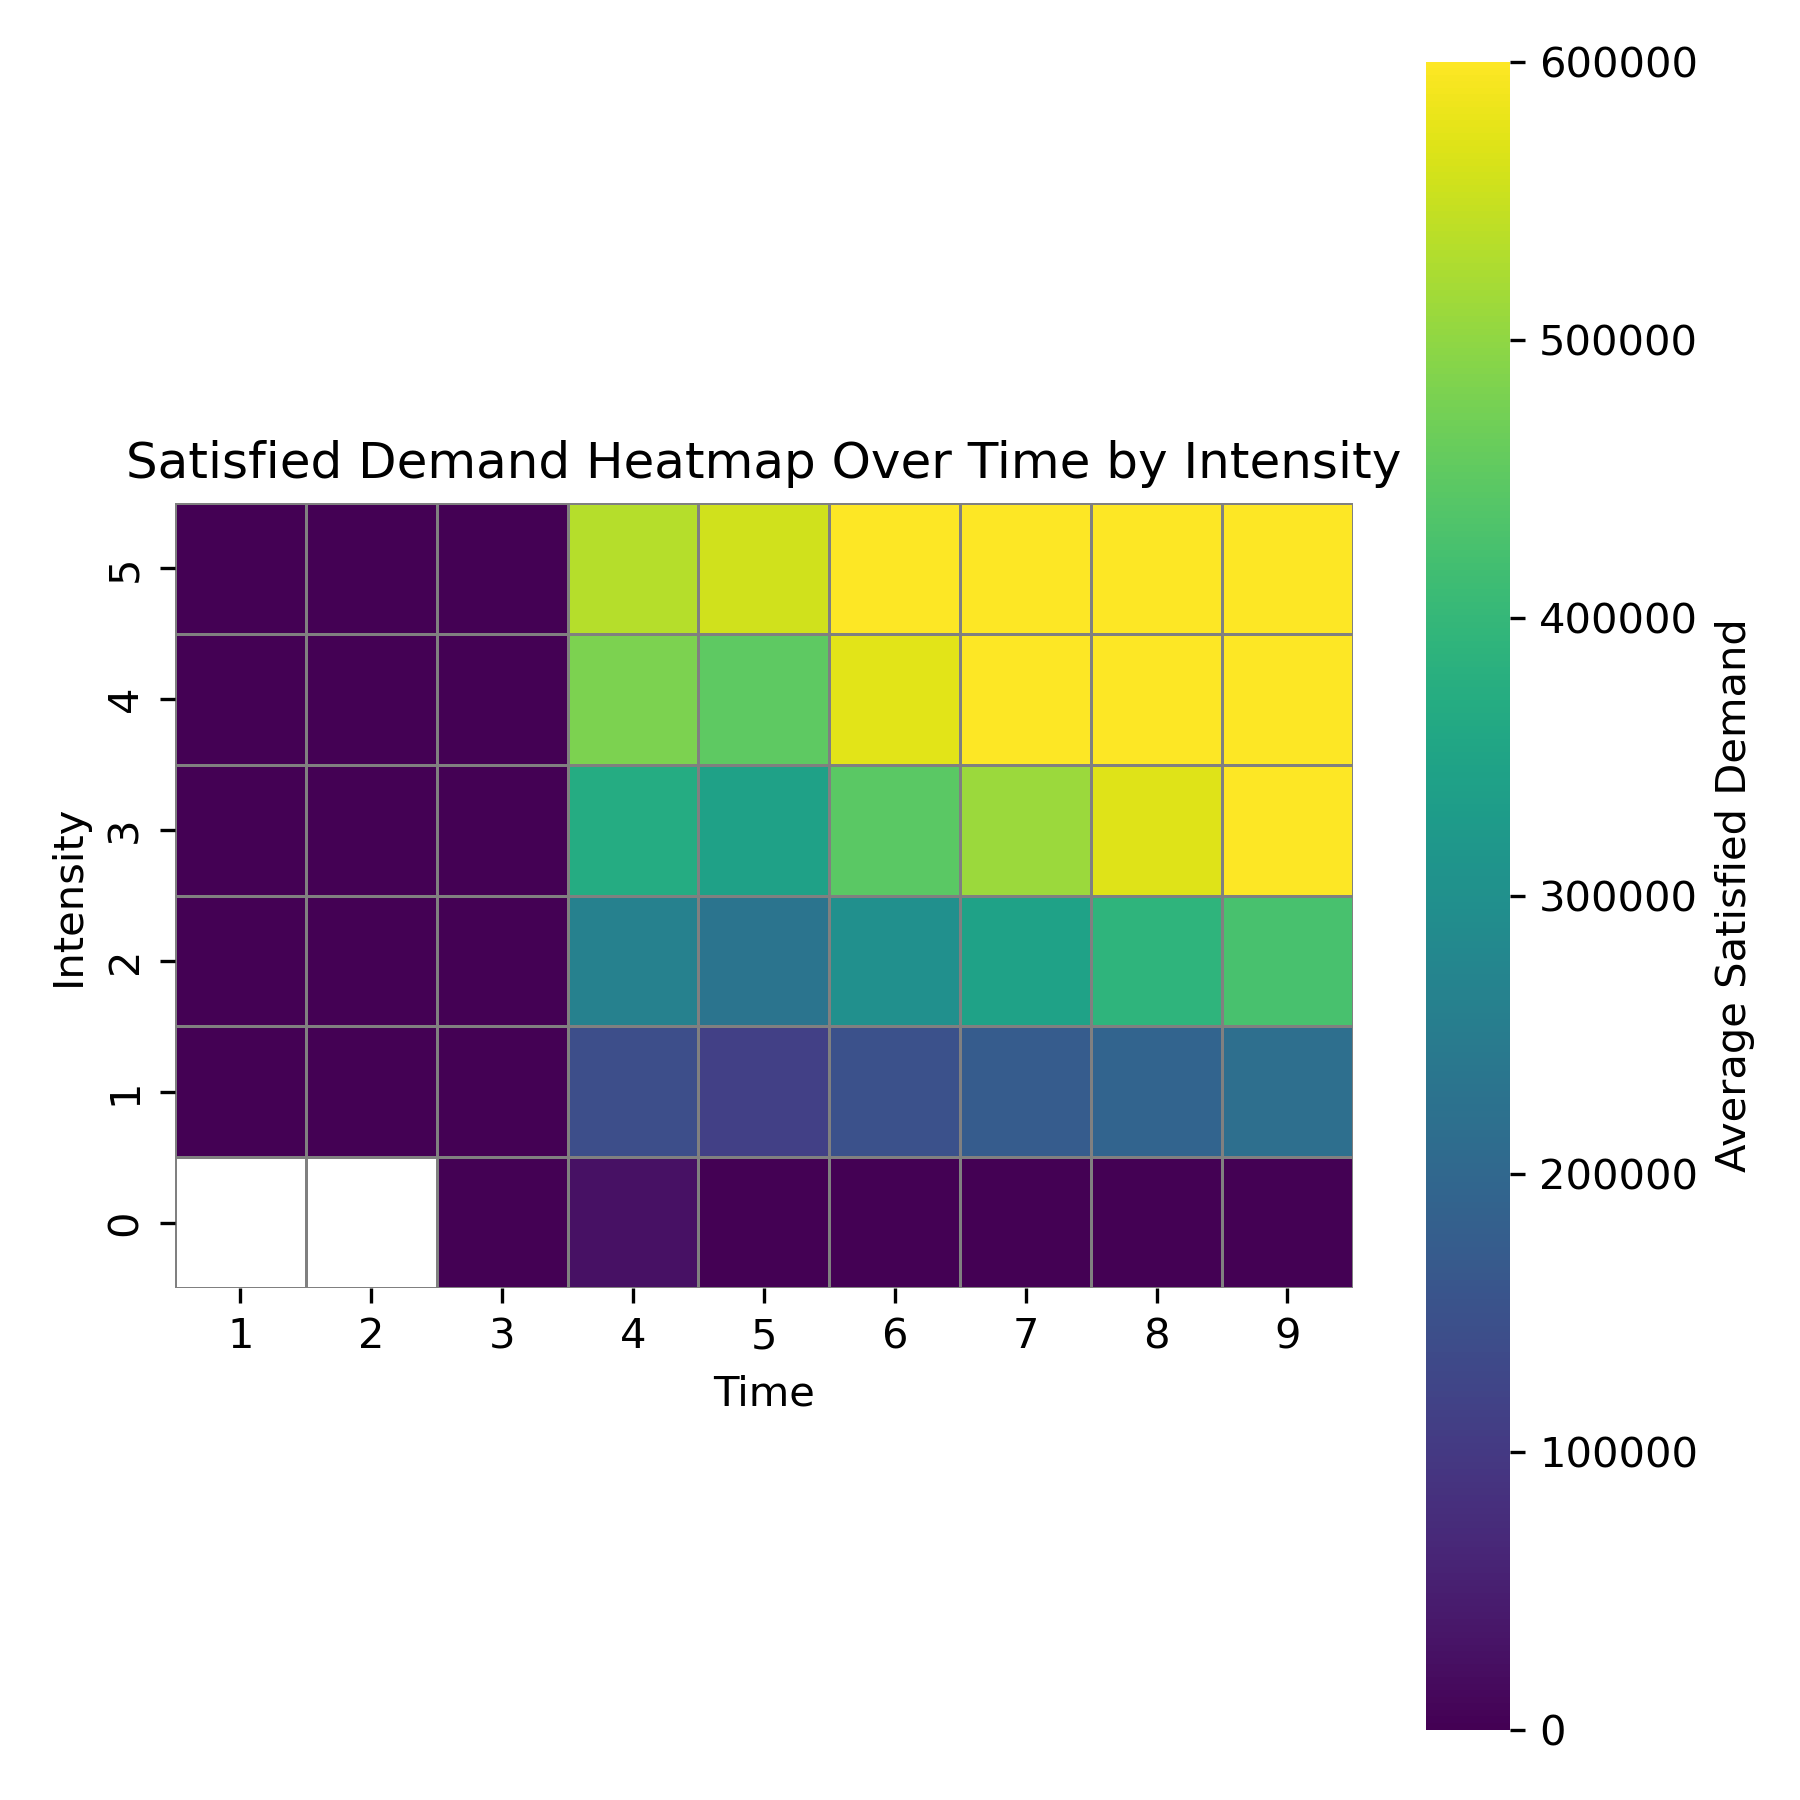 Satisfied Demand Heatmap Over Time by Intensity
Intensity
5
4
3
2
1
0
1 2 3 4 5 6 7 8 9
Time
600000
500000
400000
300000
200000
100000
0
Average Satisfied Demand